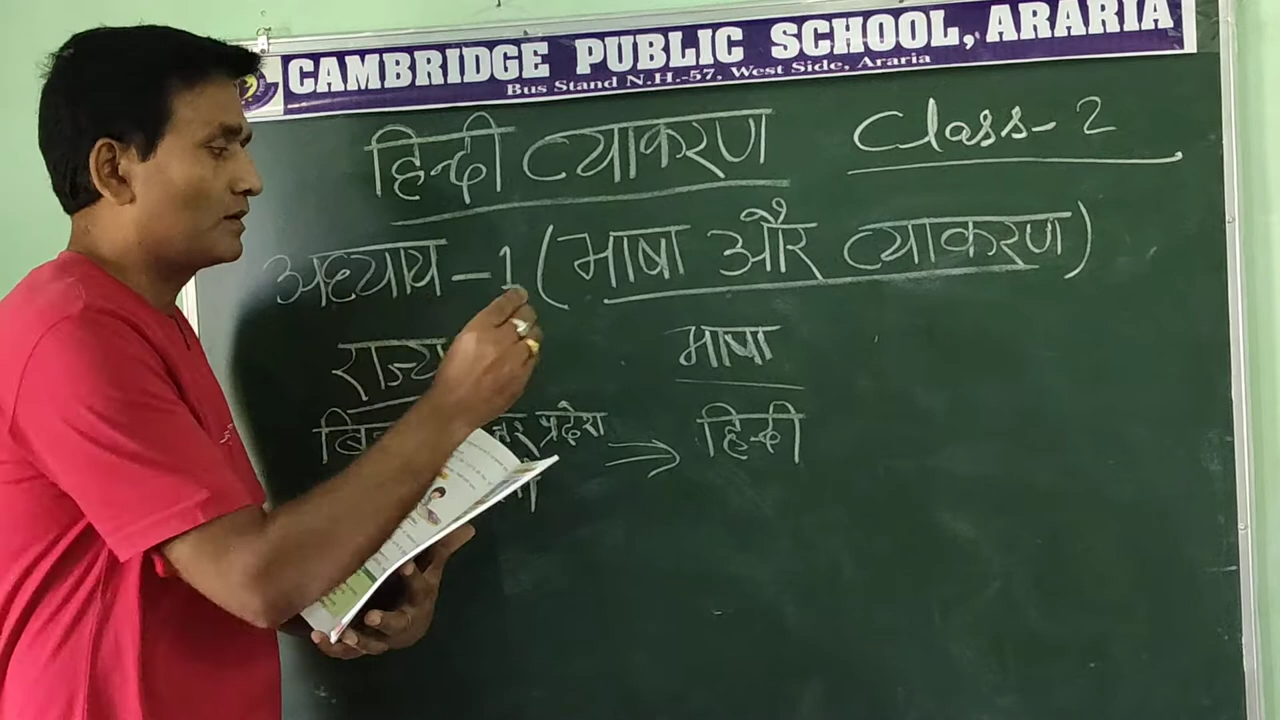 CAMBRIDGE PUBLIC SCHOOL, ARARIA
Bus Stand N.H.-57, West Side, Araria
हिन्दी व्याकरण Class-2
अध्याय-1 (भाषा और व्याकरण)
राज्य भाषा
प्रदेश → हिन्दी